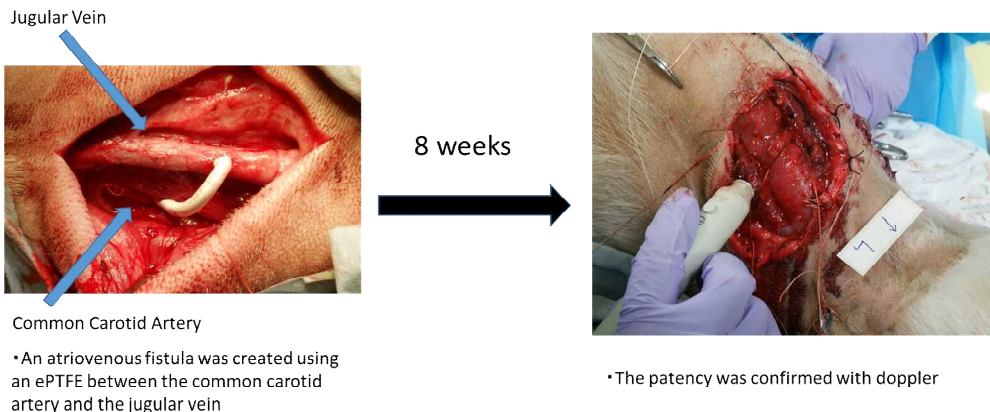 Jugular Vein
8 weeks
Common Carotid Artery
・An atriovenous fistula was created using
an ePTFE between the common carotid
artery and the jugular vein
・The patency was confirmed with doppler